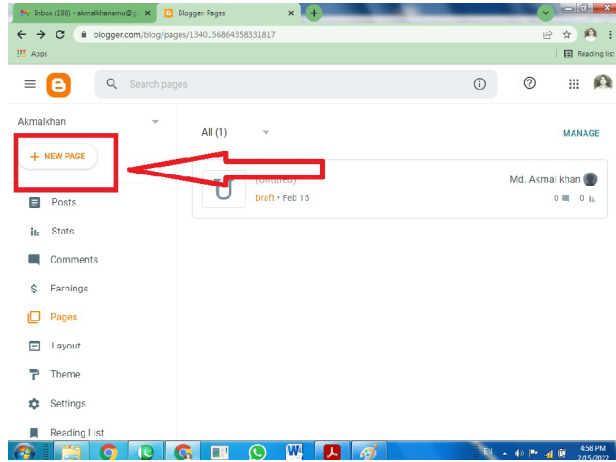 Inbox (198) - akmalkhanamu@g
Blogger: Pages
blogger.com/blog/pages/
Apps
Reading list
Search pages
Akmalkhan
All (1)
MANAGE
+ NEW PAGE
(Untitled)
Md. Akmal khan
U
Draft • Feb 15
0 0
Posts
Stats
Comments
$ Earnings
Pages
Layout
Theme
Settings
Reading List
EN
4:58 PM
2/15/2022